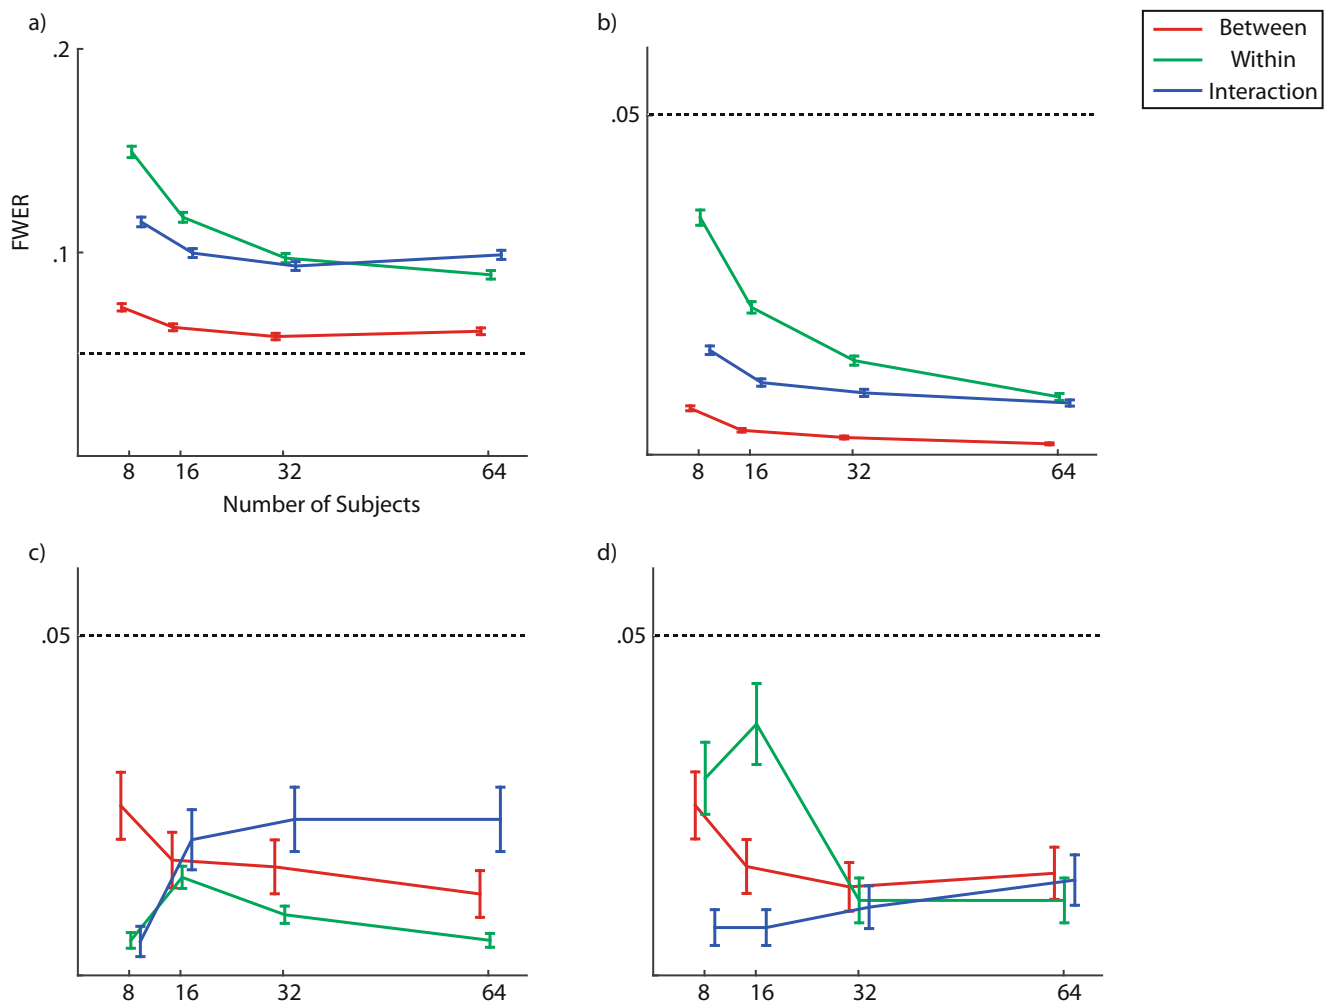 a)
.2
.1
FWER
8 16 32 64
Number of Subjects
b)
.05
8 16 32 64
Between
Within
Interaction
c)
.05
8 16 32 64
d)
.05
8 16 32 64